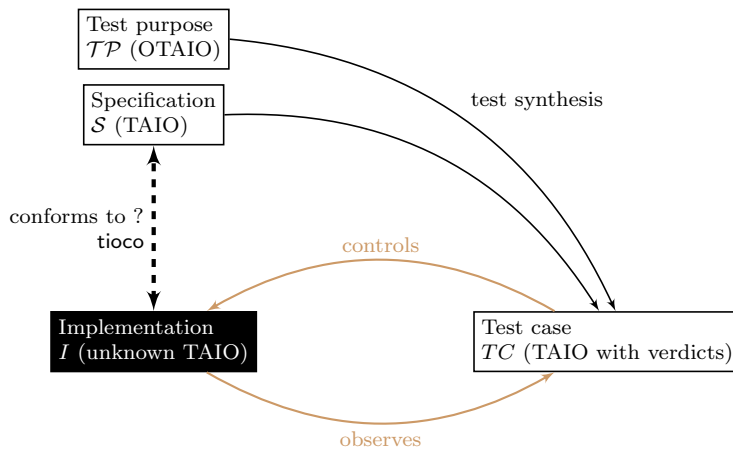 Test purpose
𝒯𝒫 (OTAIO)
test synthesis
Specification
𝒮 (TAIO)
conforms to ?
tioco
controls
Implementation
I (unknown TAIO)
Test case
TC (TAIO with verdicts)
observes